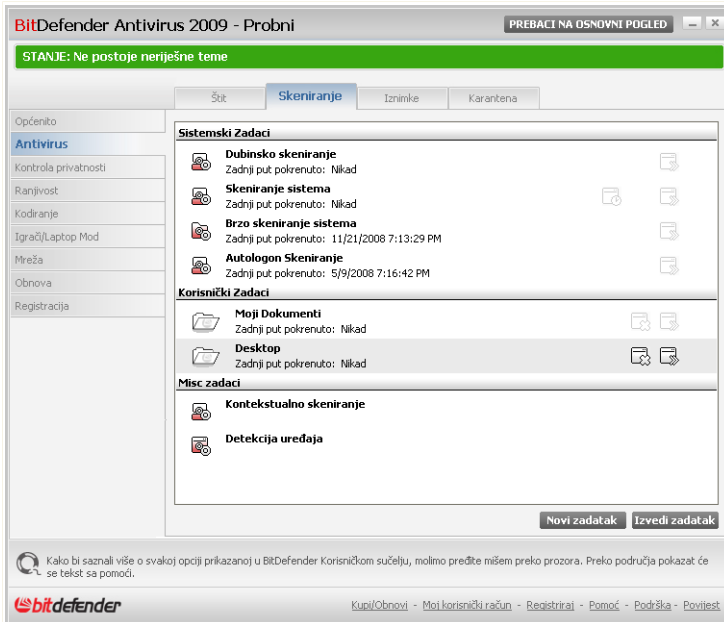 BitDefender Antivirus 2009 - Probni
PREBACI NA OSNOVNI POGLED
STANJE: Ne postoje neriješne teme
Štit
Skeniranje
Iznimke
Karantena
Općenito
Antivirus
Kontrola privatnosti
Ranjivost
Kodiranje
Igrači/Laptop Mod
Mreža
Obnova
Registracija
Sistemski Zadaci
Dubinsko skeniranje
Zadnji put pokrenuto: Nikad
Skeniranje sistema
Zadnji put pokrenuto: Nikad
Brzo skeniranje sistema
Zadnji put pokrenuto: 11/21/2008 7:13:29 PM
Autologon Skeniranje
Zadnji put pokrenuto: 5/9/2008 7:16:42 PM
Korisnički Zadaci
Moji Dokumenti
Zadnji put pokrenuto: Nikad
Desktop
Zadnji put pokrenuto: Nikad
Misc zadaci
Kontekstualno skeniranje
Detekcija uređaja
Novi zadatak
Izvedi zadatak
Kako bi saznali više o svakoj opciji prikazanoj u BitDefender Korisničkom sučelju, molimo pređite mišem preko prozora. Preko područja pokazat će
se tekst sa pomoći.
bitdefender
Kupi/Obnovi - Moj korisnički račun - Registriraj - Pomoć - Podrška - Povijest